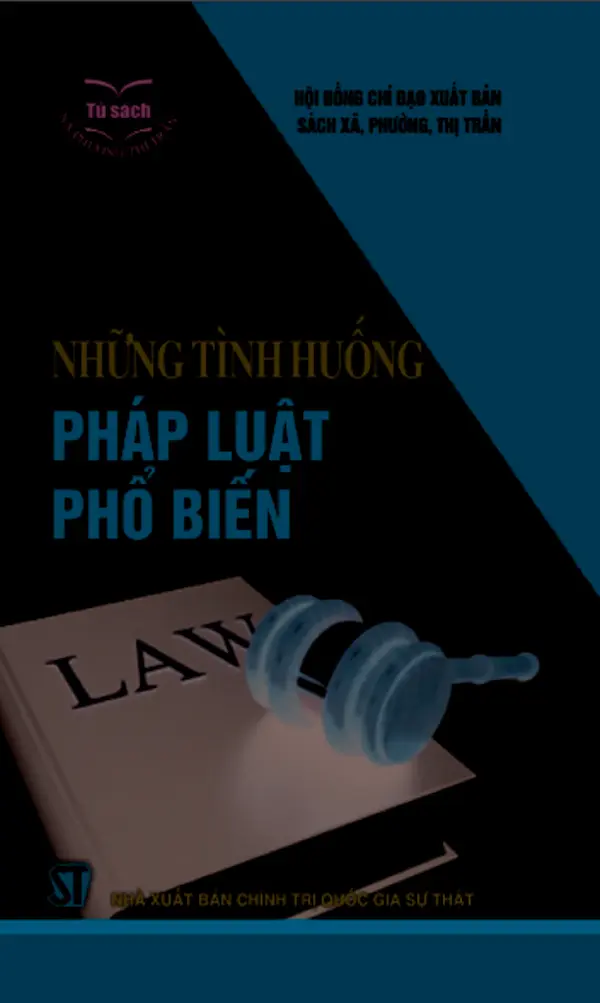 Tủ sách
HỘI ĐỒNG CHỈ ĐẠO XUẤT BẢN
SÁCH XÃ, PHƯỜNG, THỊ TRẤN
NHỮNG TÌNH HUỐNG
PHÁP LUẬT
PHỔ BIẾN
LAW
ST
NHÀ XUẤT BẢN CHÍNH TRỊ QUỐC GIA SỰ THẬT